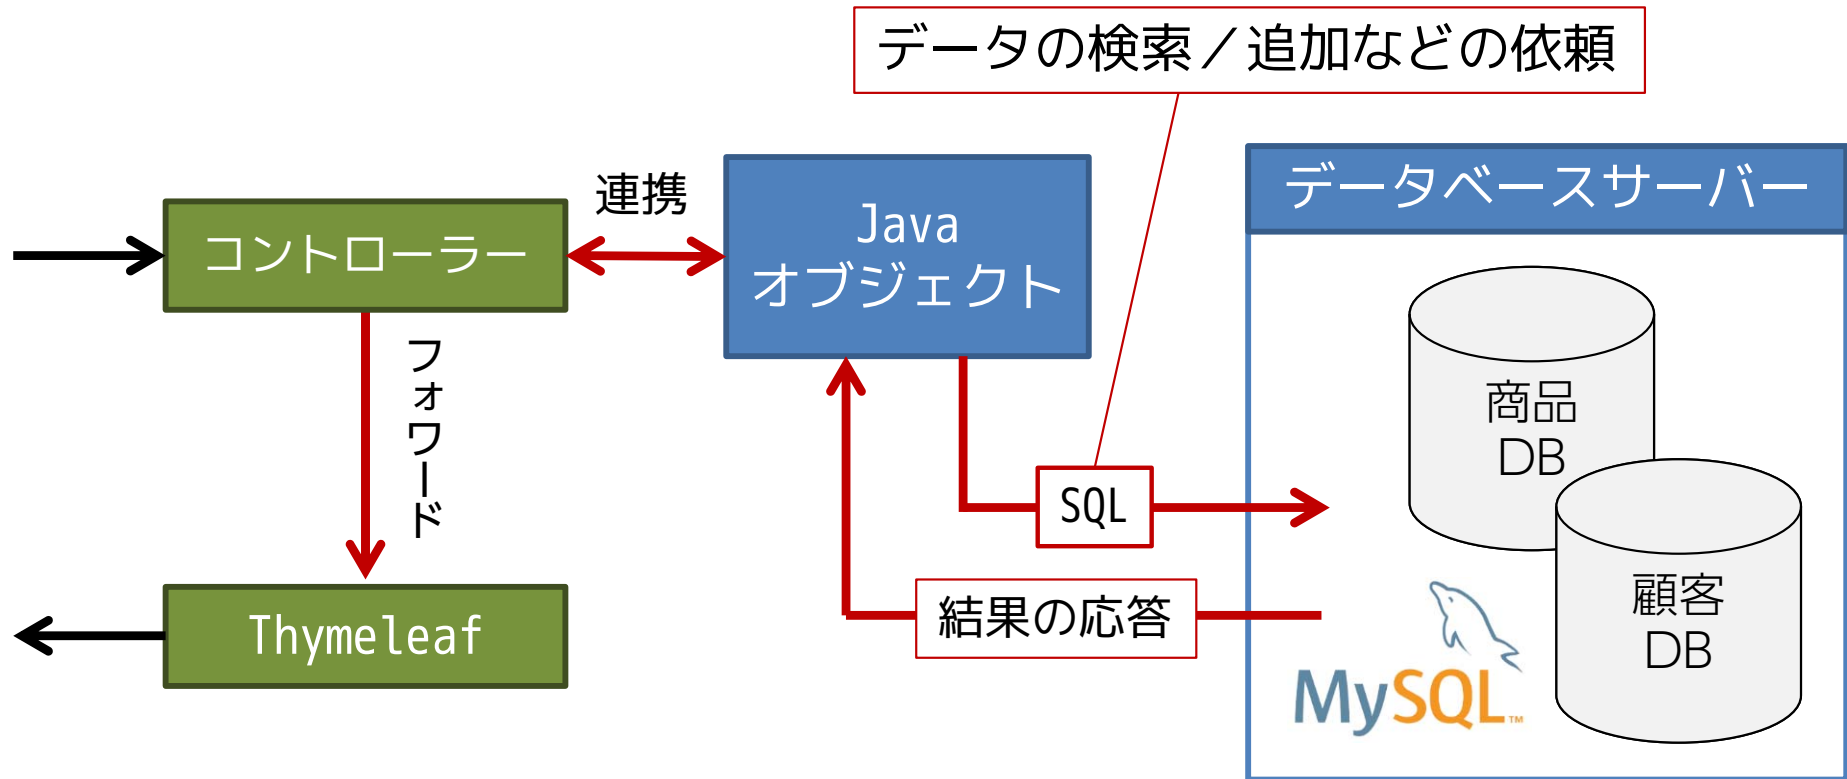 データの検索／追加などの依頼
データベースサーバー
連携
コントローラー
Java
オブジェクト
フォワード
商品
DB
SQL
結果の応答
顧客
DB
Thymeleaf
MySQL™